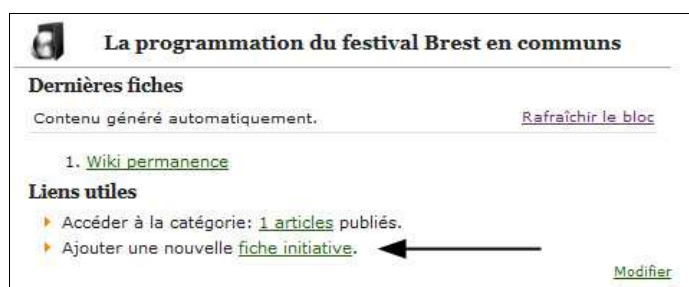 La programmation du festival Brest en communs
Dernières fiches
Contenu généré automatiquement. Rafraîchir le bloc
1. Wiki permanence
Liens utiles
Accéder à la catégorie: 1 articles publiés.
Ajouter une nouvelle fiche initiative.
Modifier